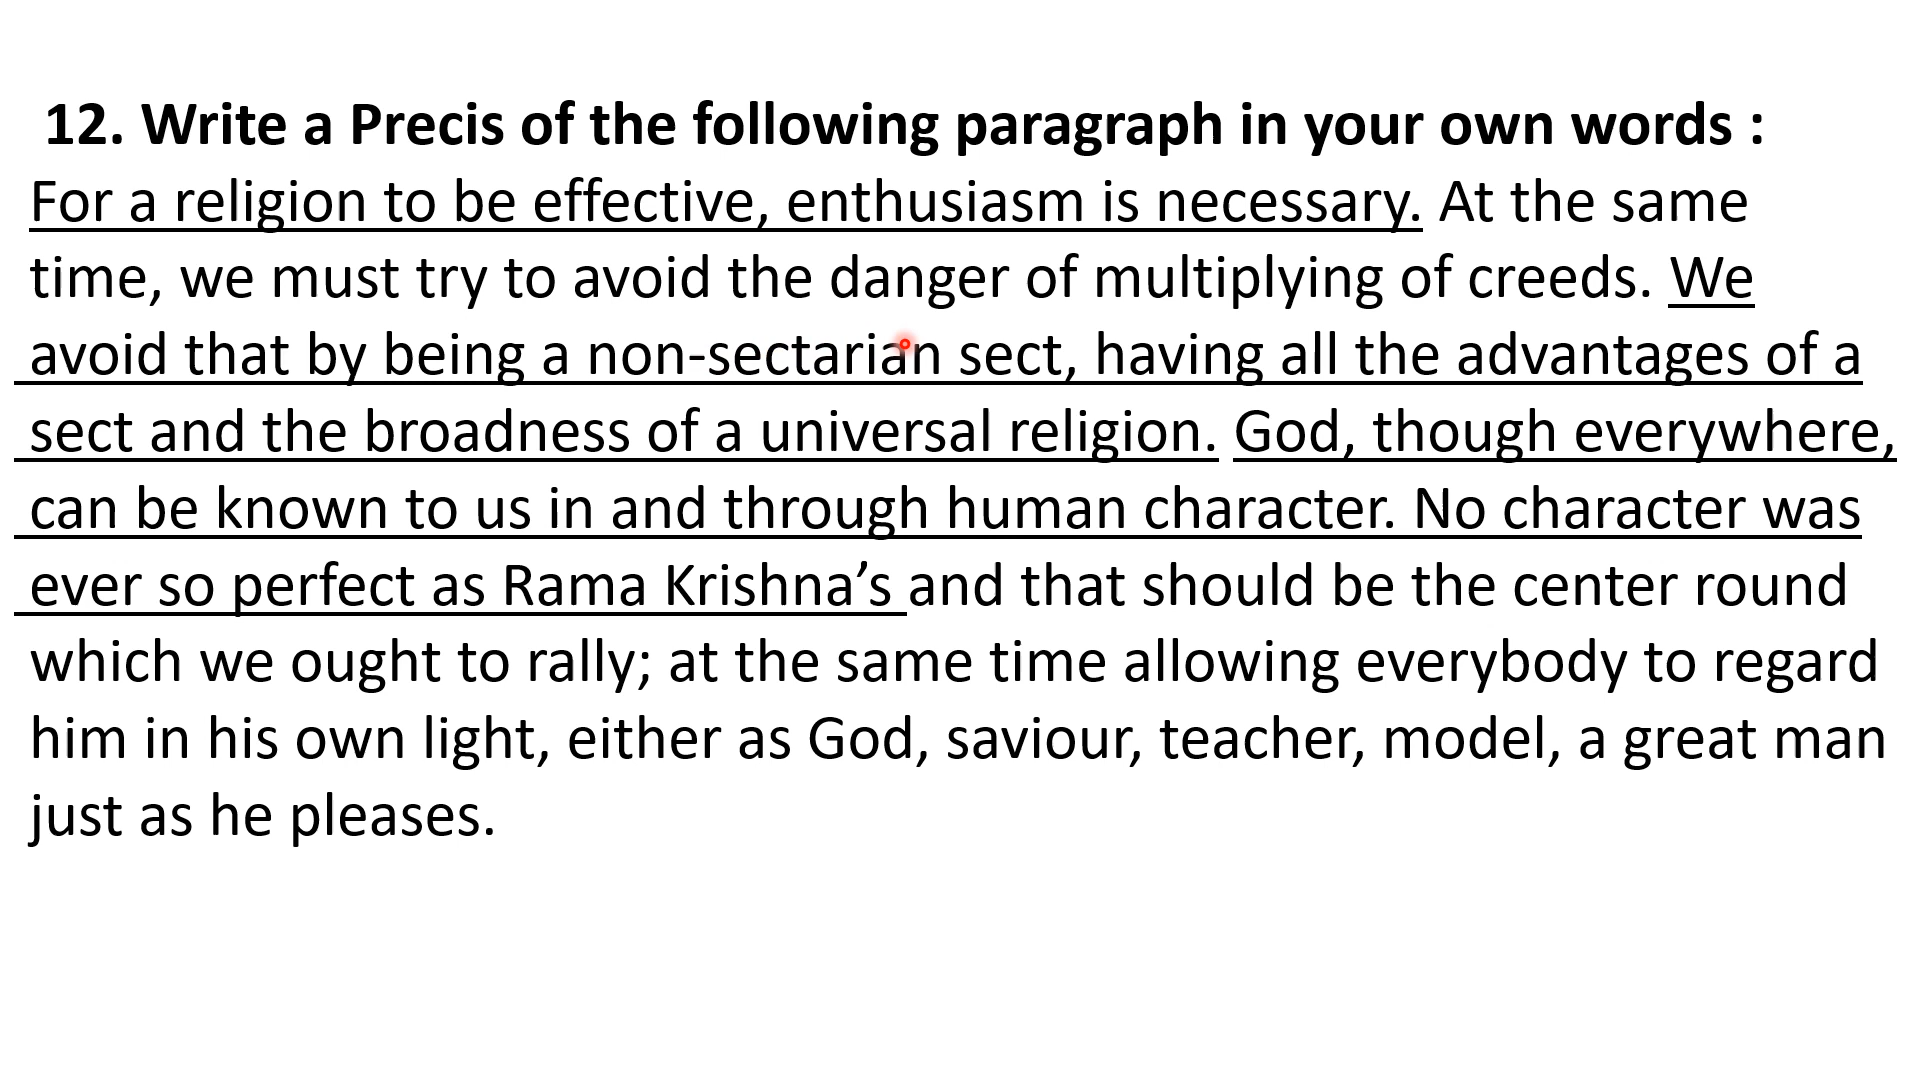 12. Write a Precis of the following paragraph in your own words :
For a religion to be effective, enthusiasm is necessary. At the same
time, we must try to avoid the danger of multiplying of creeds. We
avoid that by being a non-sectarian sect, having all the advantages of a
sect and the broadness of a universal religion. God, though everywhere,
can be known to us in and through human character. No character was
ever so perfect as Rama Krishna’s and that should be the center round
which we ought to rally; at the same time allowing everybody to regard
him in his own light, either as God, saviour, teacher, model, a great man
just as he pleases.